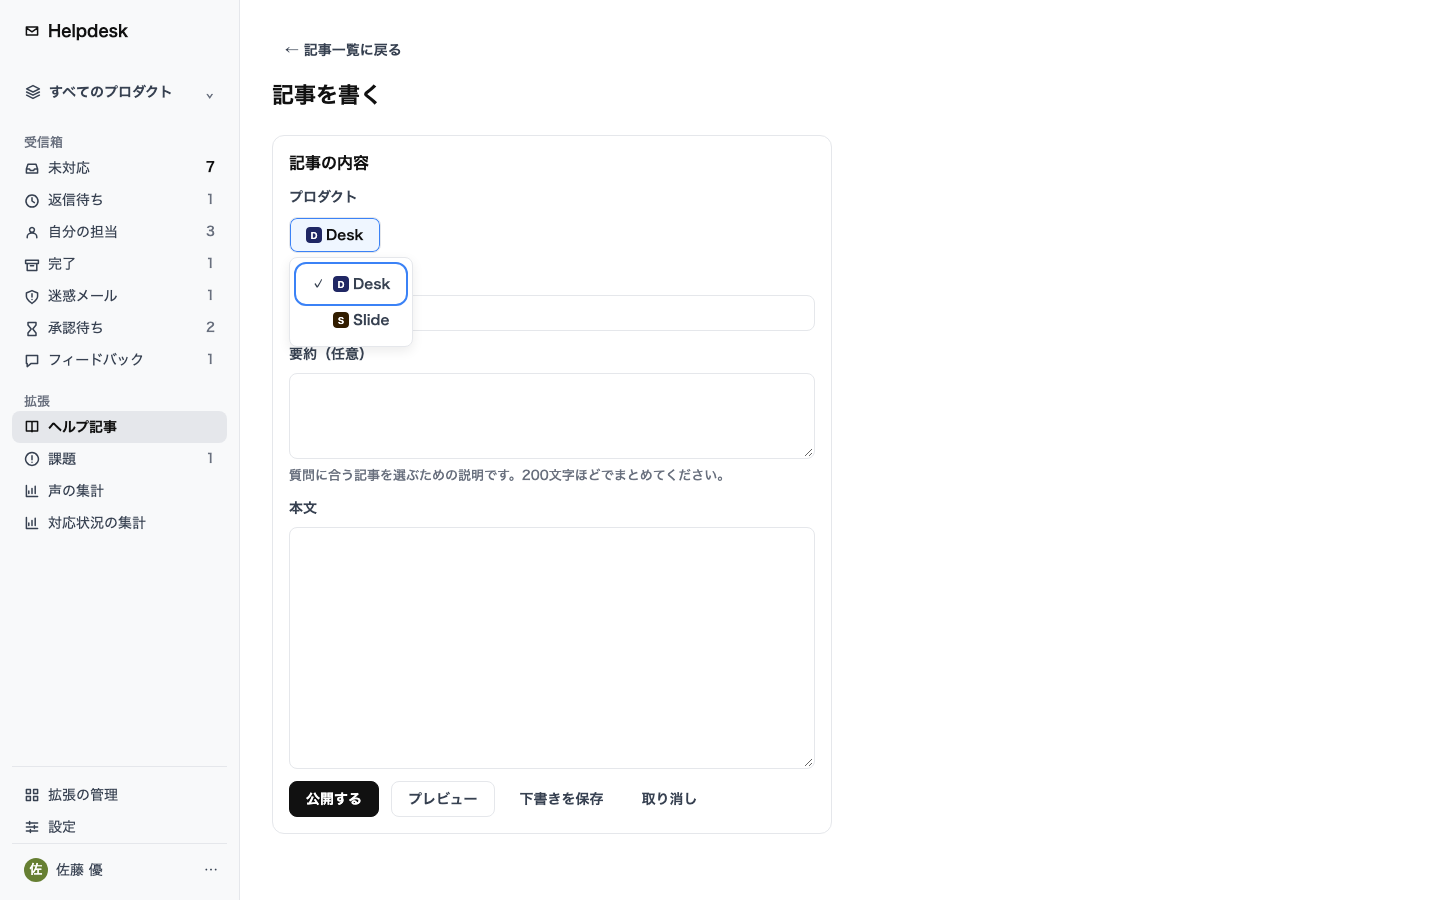 Helpdesk
すべてのプロダクト
受信箱
未対応 7
返信待ち 1
自分の担当 3
完了 1
迷惑メール 1
承認待ち 2
フィードバック 1
拡張
ヘルプ記事
課題 1
声の集計
対応状況の集計
拡張の管理
設定
佐 佐藤 優 …
← 記事一覧に戻る
記事を書く
記事の内容
プロダクト
D Desk
✓ D Desk
S Slide
要約（任意）
質問に合う記事を選ぶための説明です。200文字ほどでまとめてください。
本文
公開する プレビュー 下書きを保存 取り消し